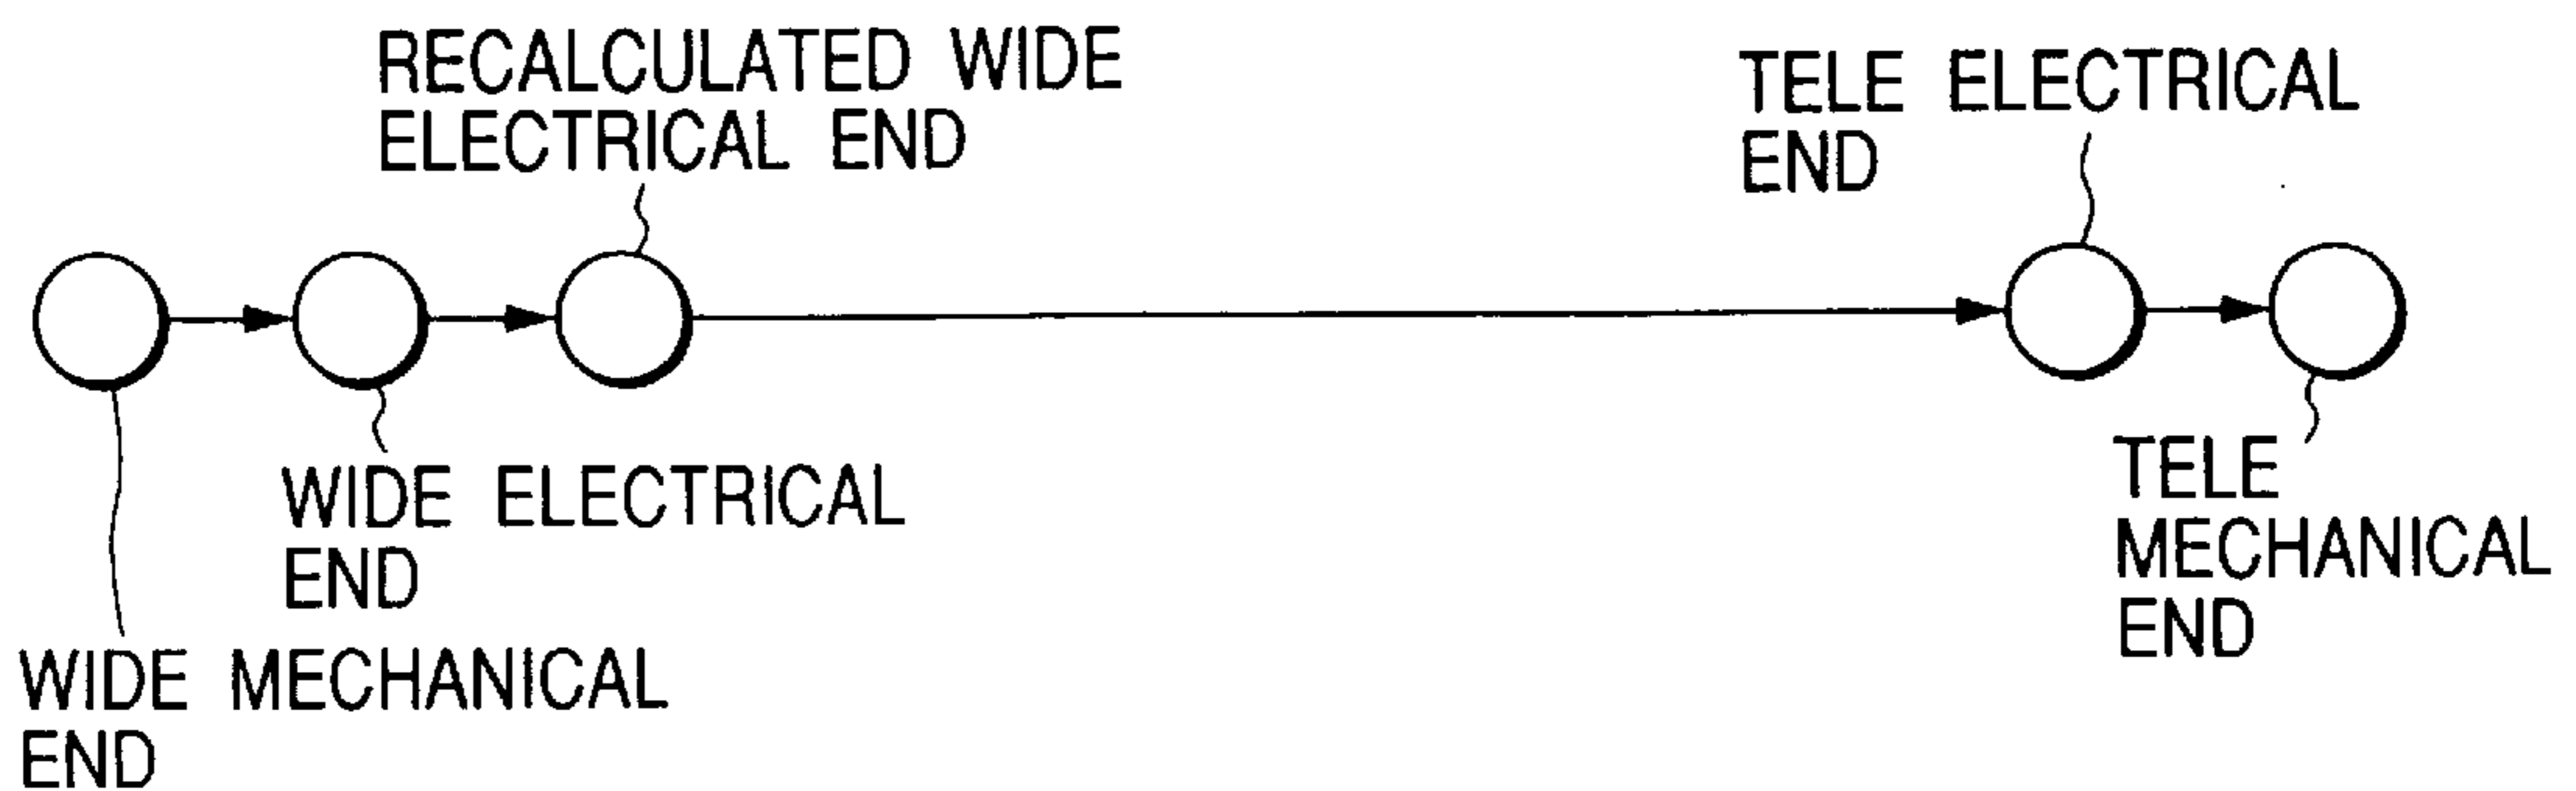 RECALCULATED WIDE
ELECTRICAL END
TELE ELECTRICAL
END
WIDE ELECTRICAL
END
TELE
MECHANICAL
END
WIDE MECHANICAL
END